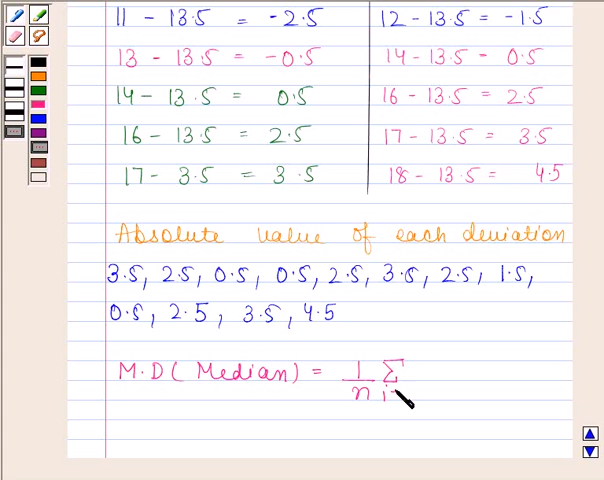 11 - 13.5 = -2.5
13 - 13.5 = -0.5
14 - 13.5 = 0.5
16 - 13.5 = 2.5
17 - 3.5 = 3.5
12 - 13.5 = -1.5
14 - 13.5 = 0.5
16 - 13.5 = 2.5
17 - 13.5 = 3.5
18 - 13.5 = 4.5
Absolute value of each deviation
3.5, 2.5, 0.5, 0.5, 2.5, 3.5, 2.5, 1.5,
0.5, 2.5, 3.5, 4.5
M.D ( Median ) = 1/n Σ i-